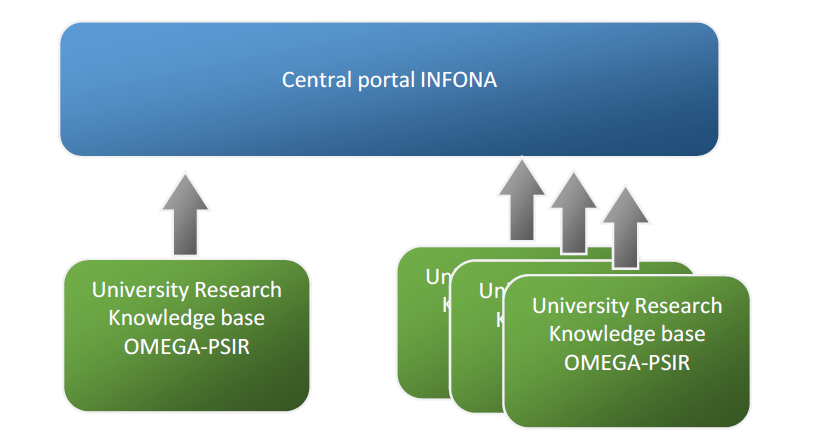 Central portal INFONA
University Research
Knowledge base
OMEGA-PSIR
University Research
Knowledge base
OMEGA-PSIR